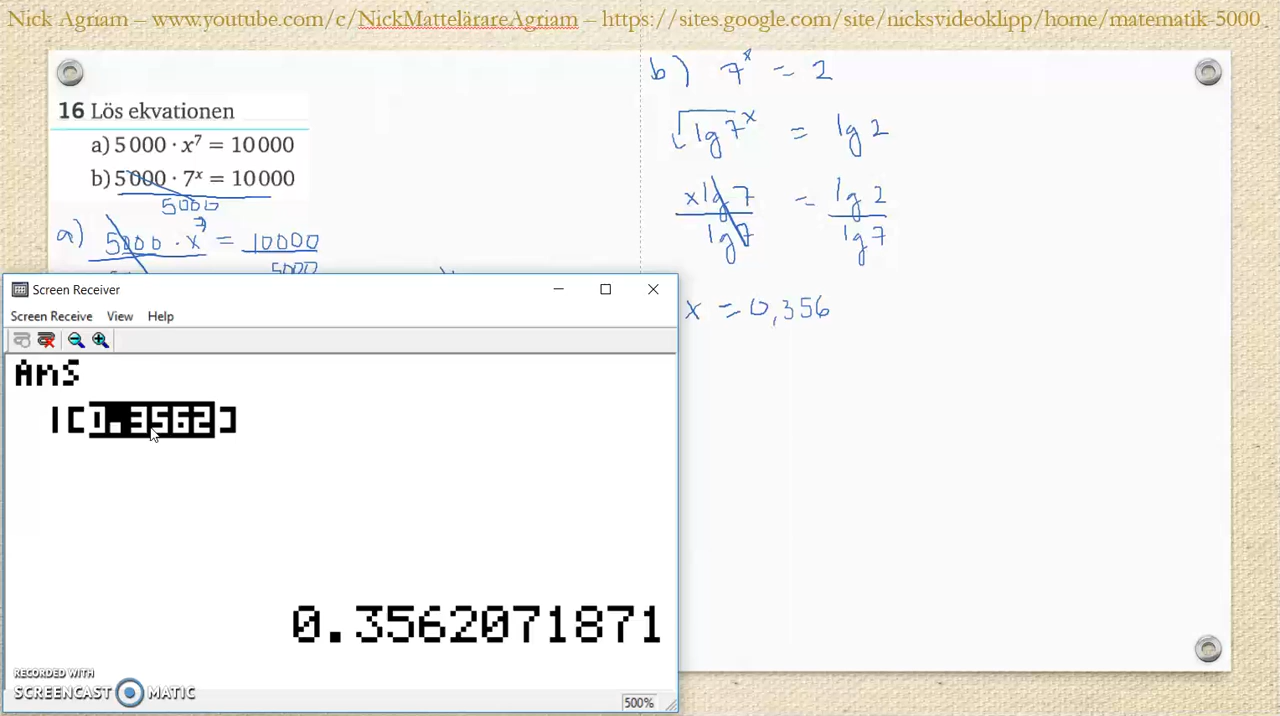 Nick Agriam – www.youtube.com/c/NickMattelärareAgriam – https://sites.google.com/site/nicksvideoklipp/home/matematik-5000
16 Lös ekvationen
a) 5 000 · x⁷ = 10 000
b) 5 000 · 7ˣ = 10 000
5000
a) 5000 · x⁷ = 10000
5000
b) 7ˣ = 2
lg 7ˣ = lg 2
x lg 7 = lg 2
lg 7 lg 7
x = 0,356
Screen Receiver
Screen Receive View Help
Ans
1[0.3562]
0.3562071871
RECORDED WITH
SCREENCAST MATIC
500%